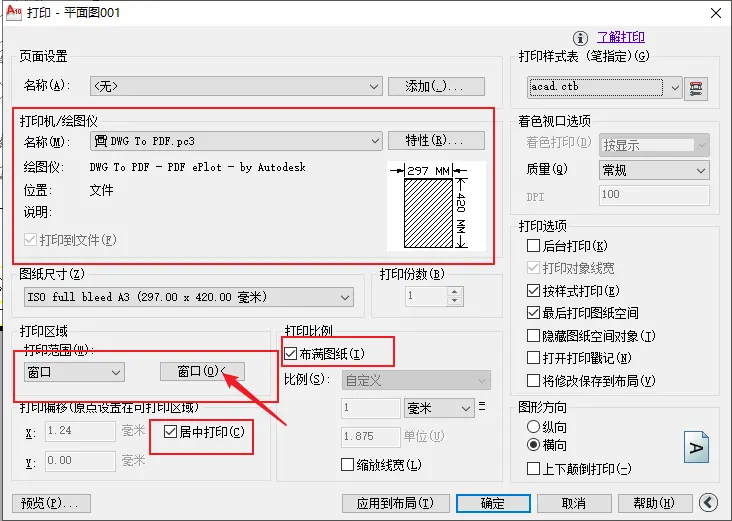 打印 - 平面图001
了解打印
页面设置
名称(A):
<无>
添加(.)...
打印机/绘图仪
名称(M):
DWG To PDF.pc3
特性(R)...
绘图仪:
DWG To PDF - PDF ePlot - by Autodesk
位置:
文件
说明:
打印到文件(F)
297 MM
420 MM
图纸尺寸(Z)
ISO full bleed A3 (297.00 x 420.00 毫米)
打印份数(B)
1
打印区域
打印范围(W):
窗口
窗口(O)<
打印偏移(原点设置在可打印区域)
X:
1.24
毫米
居中打印(C)
Y:
0.00
毫米
打印比例
布满图纸(I)
比例(S):
自定义
1
毫米
=
1.875
单位(U)
缩放线宽(L)
打印样式表 (笔指定)(G)
acad.ctb
着色视口选项
着色打印(D)
按显示
质量(Q)
常规
DPI
100
打印选项
后台打印(K)
打印对象线宽
按样式打印(E)
最后打印图纸空间
隐藏图纸空间对象(J)
打开打印戳记(N)
将修改保存到布局(V)
图形方向
纵向
横向
上下颠倒打印(-)
A
预览(P)...
应用到布局(T)
确定
取消
帮助(H)